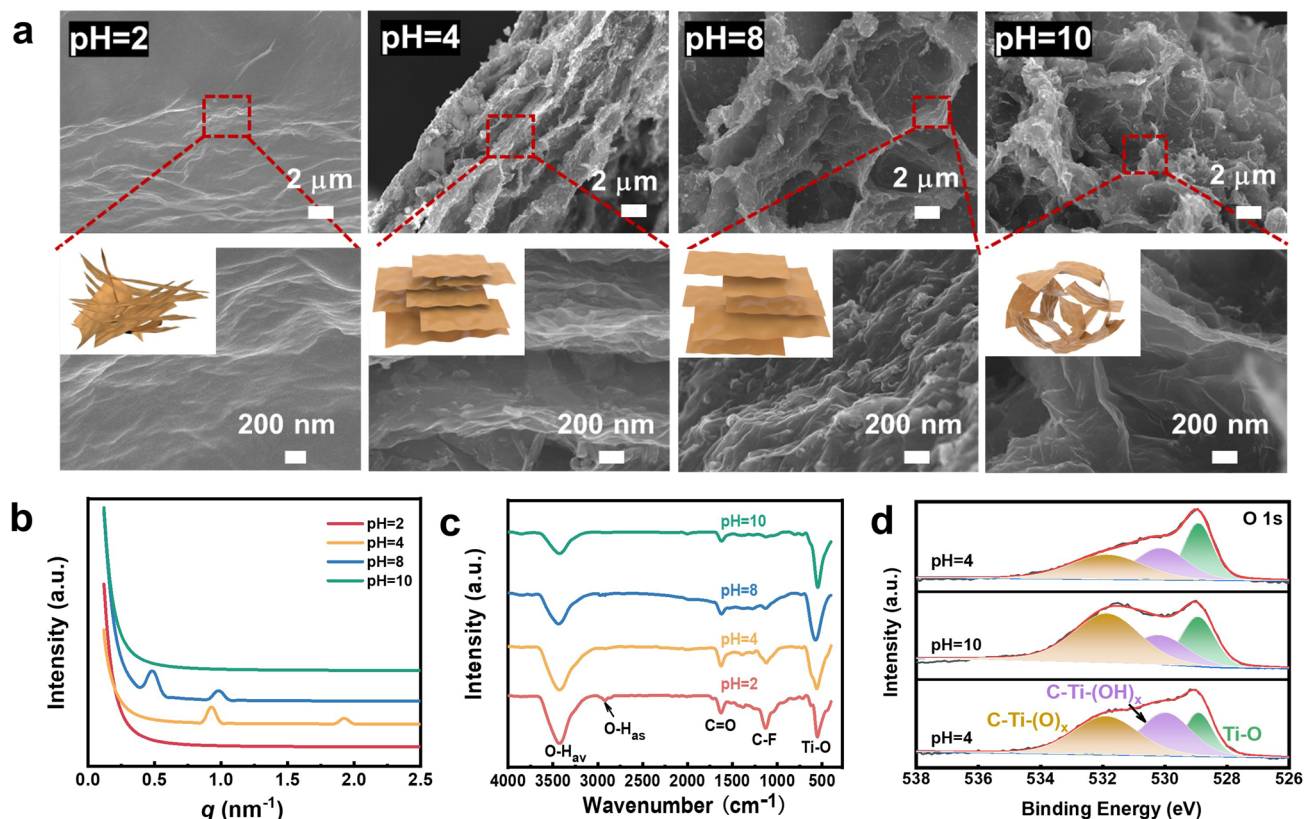 a
pH=2
pH=4
pH=8
pH=10
2 μm
2 μm
2 μm
2 μm
200 nm
200 nm
200 nm
200 nm
b
Intensity (a.u.)
pH=2
pH=4
pH=8
pH=10
0.0 0.5 1.0 1.5 2.0 2.5
q (nm⁻¹)
c
Intensity (a.u.)
pH=10
pH=8
pH=4
pH=2
O-Hav
O-Has
C=O
C-F
Ti-O
4000 3500 3000 2500 2000 1500 1000 500
Wavenumber (cm⁻¹)
d
Intensity (a.u.)
O 1s
pH=4
pH=10
C-Ti-(OH)x
C-Ti-(O)x
Ti-O
pH=4
538 536 534 532 530 528 526
Binding Energy (eV)